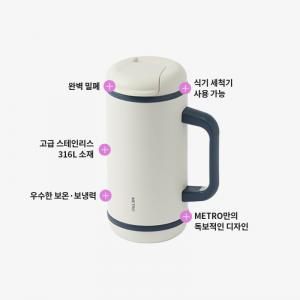 완벽 밀폐
식기 세척기
사용 가능
고급 스테인리스
316L 소재
우수한 보온·보냉력
METRO만의
독보적인 디자인
METRO